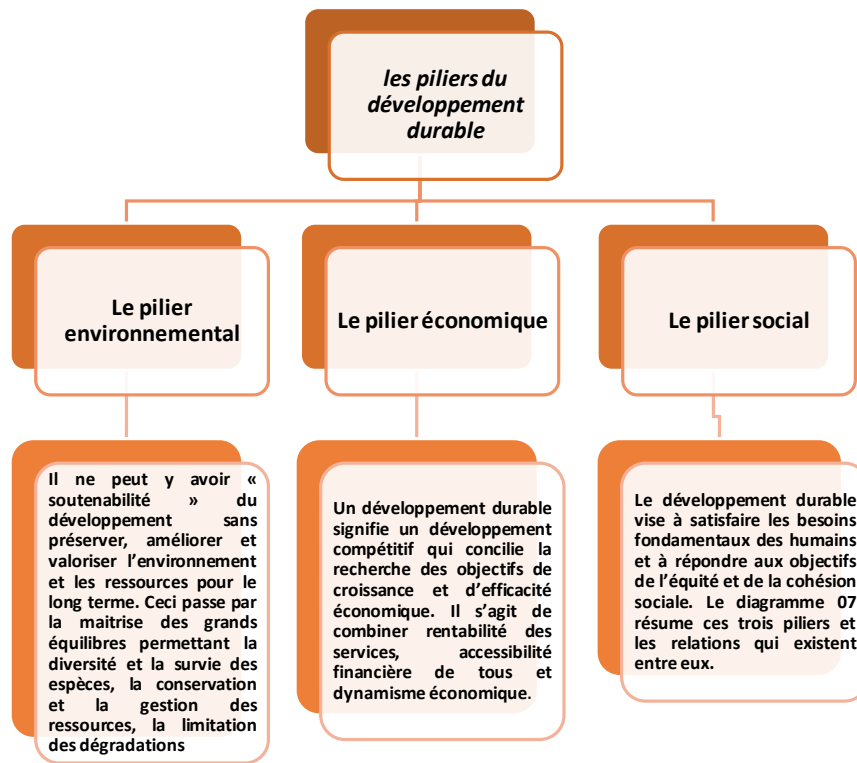 les piliers du
développement
durable
Le pilier
environnemental
Le pilier économique
Le pilier social
Il ne peut y avoir «
soutenabilité » du
développement sans
préserver, améliorer et
valoriser l'environnement
et les ressources pour le
long terme. Ceci passe par
la maitrise des grands
équilibres permettant la
diversité et la survie des
espèces, la conservation
et la gestion des
ressources, la limitation
des dégradations
Un développement durable
signifie un développement
compétitif qui concilie la
recherche des objectifs de
croissance et d'efficacité
économique. Il s'agit de
combiner rentabilité des
services, accessibilité
financière de tous et
dynamisme économique.
Le développement durable
vise à satisfaire les besoins
fondamentaux des humains
et à répondre aux objectifs
de l'équité et de la cohésion
sociale. Le diagramme 07
résume ces trois piliers et
les relations qui existent
entre eux.